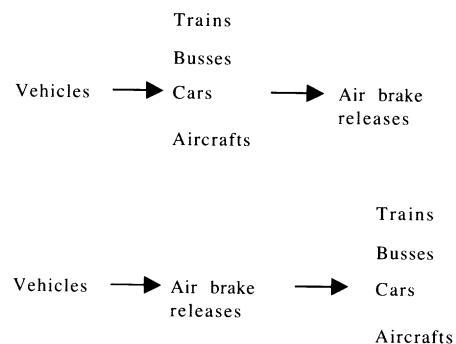 Trains
Busses
Vehicles Cars Air brake
releases
Aircrafts
Trains
Busses
Vehicles Air brake Cars
releases
Aircrafts